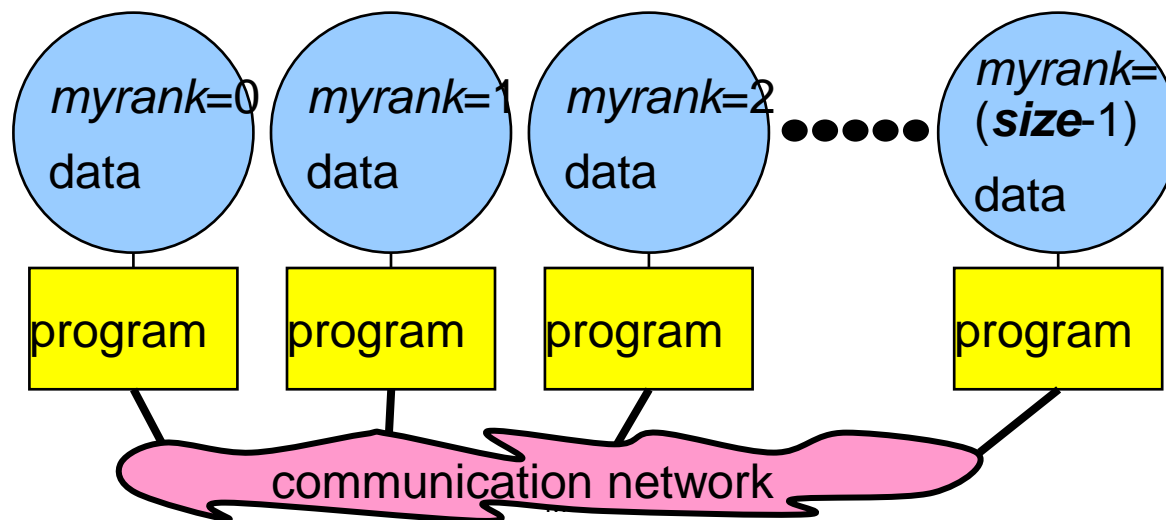 myrank=0
data
myrank=1
data
myrank=2
data
myrank=
(size-1)
data
program
program
program
program
communication network